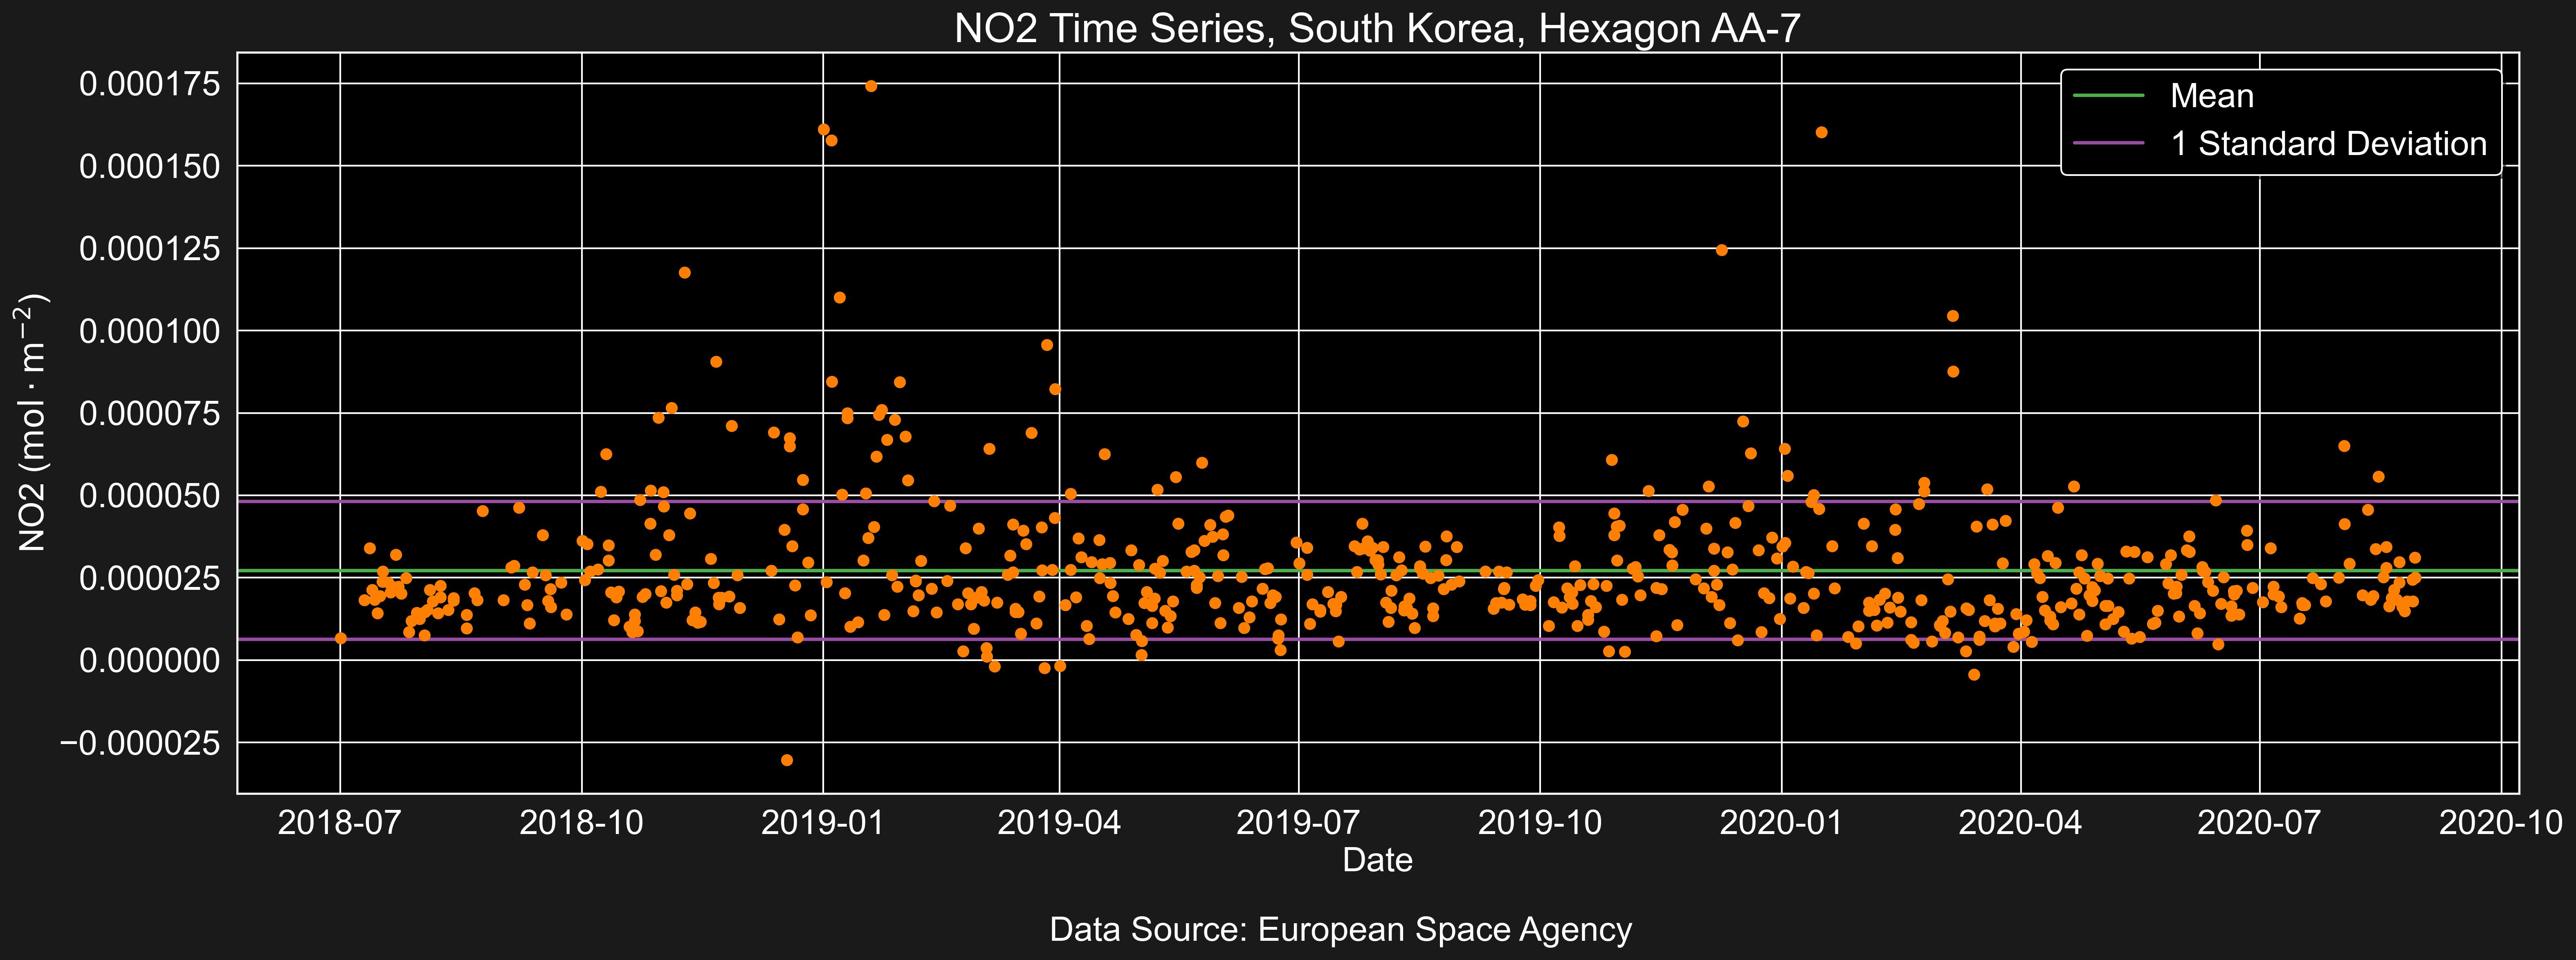 NO2 Time Series, South Korea, Hexagon AA-7
Mean
1 Standard Deviation
NO2 (mol · m⁻²)
0.000175
0.000150
0.000125
0.000100
0.000075
0.000050
0.000025
0.000000
−0.000025
2018-07 2018-10 2019-01 2019-04 2019-07 2019-10 2020-01 2020-04 2020-07 2020-10
Date
Data Source: European Space Agency